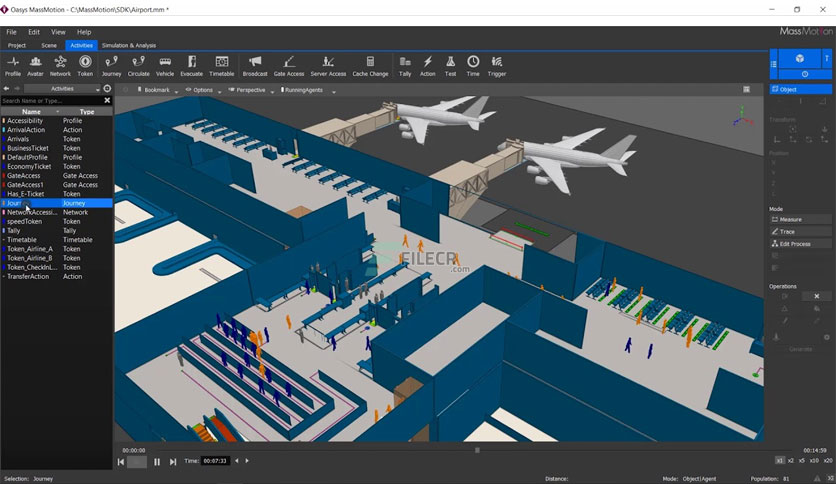 Oasys MassMotion - C:\MassMotion\SDK\Airport.mm *
File Edit View Help
MassMotion
Project Scene Activities Simulation & Analysis
Profile Avatar Network Token Journey Circulate Vehicle Evacuate Timetable Broadcast Gate Access Server Access Cache Change Tally Action Test Time Trigger
Activities
Bookmark Options Perspective RunningAgents
Object
Search Name or Type...
Name Type
Accessibility Profile
ArrivalAction Action
Arrivals Token
BusinessTicket Token
DefaultProfile Profile
EconomyTicket Token
GateAccess Gate Access
GateAccess1 Gate Access
Has_E-Ticket Token
Journey Journey
NetworkAccessi... Network
speedToken Token
Tally Tally
Timetable Timetable
Token_Airline_A Token
Token_Airline_B Token
Token_CheckInL... Token
TransferAction Action
Transform
Position
X
Y
Z
Mode
Measure
Trace
Edit Process
Operations
Generate
FILECR
.com
00:00:00
00:14:59
Time: 00:07:33
x1 x2 x5 x10 x20
Selection: Journey
Distance:
Mode: Object|Agent
Population: 81